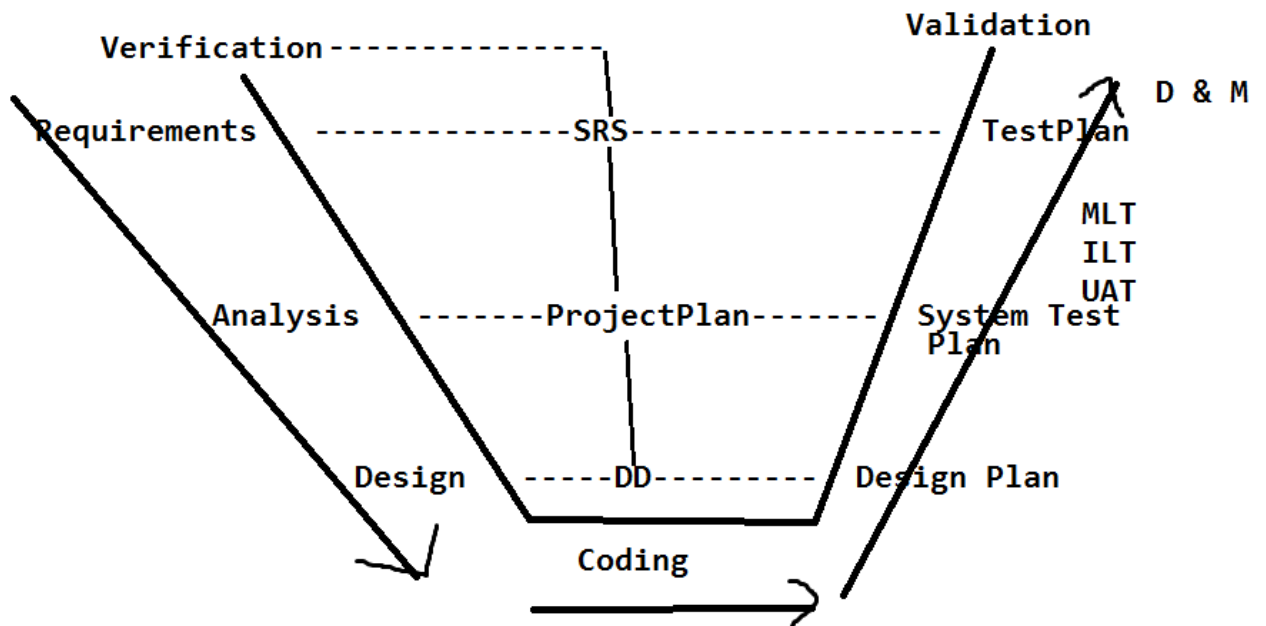 Validation
Verification---------------
D & M
Requirements --------------SRS----------------- TestPlan
MLT
ILT
UAT
Analysis -------ProjectPlan------- System Test
Plan
Design -----DD--------- Design Plan
Coding